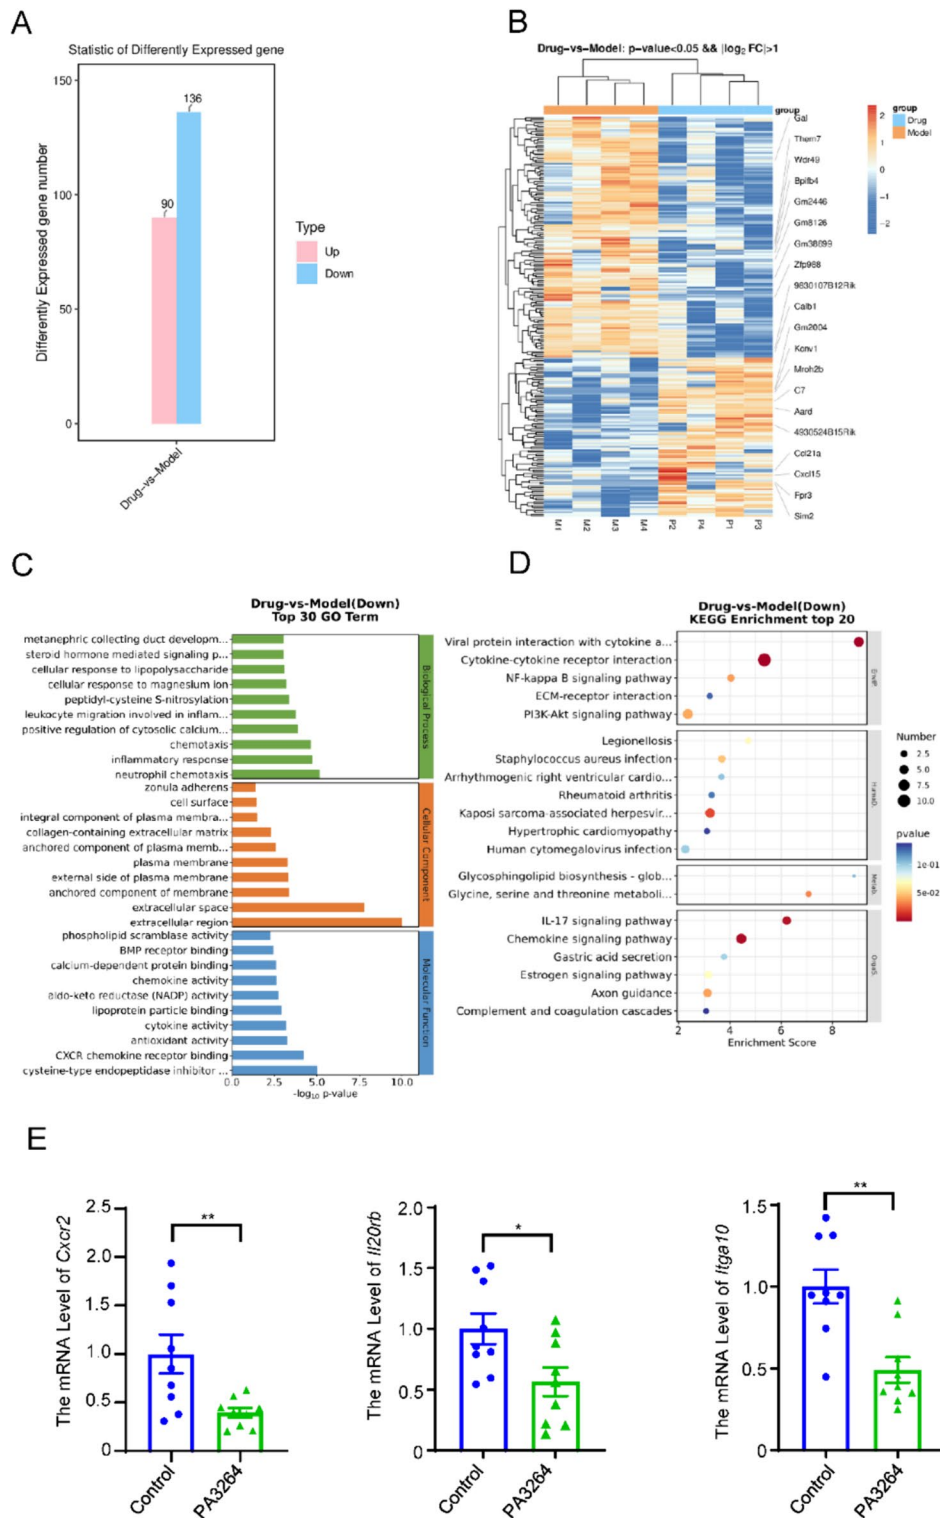 A
Statistic of Differently Expressed gene
Differently Expressed gene number
150
100
50
0
136
90
Type
Up
Down
Drug-vs-Model
B
Drug-vs-Model: p-value<0.05 && |log₂ FC|>1
group
Gal
Them7
Wdr49
Bpifb4
Gm2446
Gm8126
Gm38699
Zfp968
9830107B12Rik
Calb1
Gm2004
Kcnv1
Mroh2b
C7
Aard
4930524B15Rik
Ccl21a
Cxcl15
Fpr3
Sim2
2
1
0
-1
-2
group
Drug
Model
M1
M2
M3
M4
P2
P4
P1
P3
C
Drug-vs-Model(Down)
Top 30 GO Term
metanephric collecting duct developm...
steroid hormone mediated signaling p...
cellular response to lipopolysaccharide
cellular response to magnesium ion
peptidyl-cysteine S-nitrosylation
leukocyte migration involved in inflam...
positive regulation of cytosolic calcium...
chemotaxis
inflammatory response
neutrophil chemotaxis
zonula adherens
cell surface
integral component of plasma membra...
collagen-containing extracellular matrix
anchored component of plasma memb...
plasma membrane
external side of plasma membrane
anchored component of membrane
extracellular space
extracellular region
phospholipid scramblase activity
BMP receptor binding
calcium-dependent protein binding
chemokine activity
aldo-keto reductase (NADP) activity
lipoprotein particle binding
cytokine activity
antioxidant activity
CXCR chemokine receptor binding
cysteine-type endopeptidase inhibitor ...
Biological Process
Cellular Component
Molecular Function
0.0
2.5
5.0
7.5
10.0
-log₁₀ p-value
D
Drug-vs-Model(Down)
KEGG Enrichment top 20
Viral protein interaction with cytokine a...
Cytokine-cytokine receptor interaction
NF-kappa B signaling pathway
ECM-receptor interaction
PI3K-Akt signaling pathway
Legionellosis
Staphylococcus aureus infection
Arrhythmogenic right ventricular cardio...
Rheumatoid arthritis
Kaposi sarcoma-associated herpesvir...
Hypertrophic cardiomyopathy
Human cytomegalovirus infection
Glycosphingolipid biosynthesis - glob...
Glycine, serine and threonine metaboli...
IL-17 signaling pathway
Chemokine signaling pathway
Gastric acid secretion
Estrogen signaling pathway
Axon guidance
Complement and coagulation cascades
EnvIP.
HumanD.
Metab.
OrgaS.
2
4
6
8
Enrichment Score
Number
2.5
5.0
7.5
10.0
pvalue
1e-01
5e-02
E
The mRNA Level of Cxcr2
2.5
2.0
1.5
1.0
0.5
0
**
Control
PA3264
The mRNA Level of Il20rb
2.0
1.5
1.0
0.5
0
*
Control
PA3264
The mRNA Level of Itga10
1.5
1.0
0.5
0
**
Control
PA3264